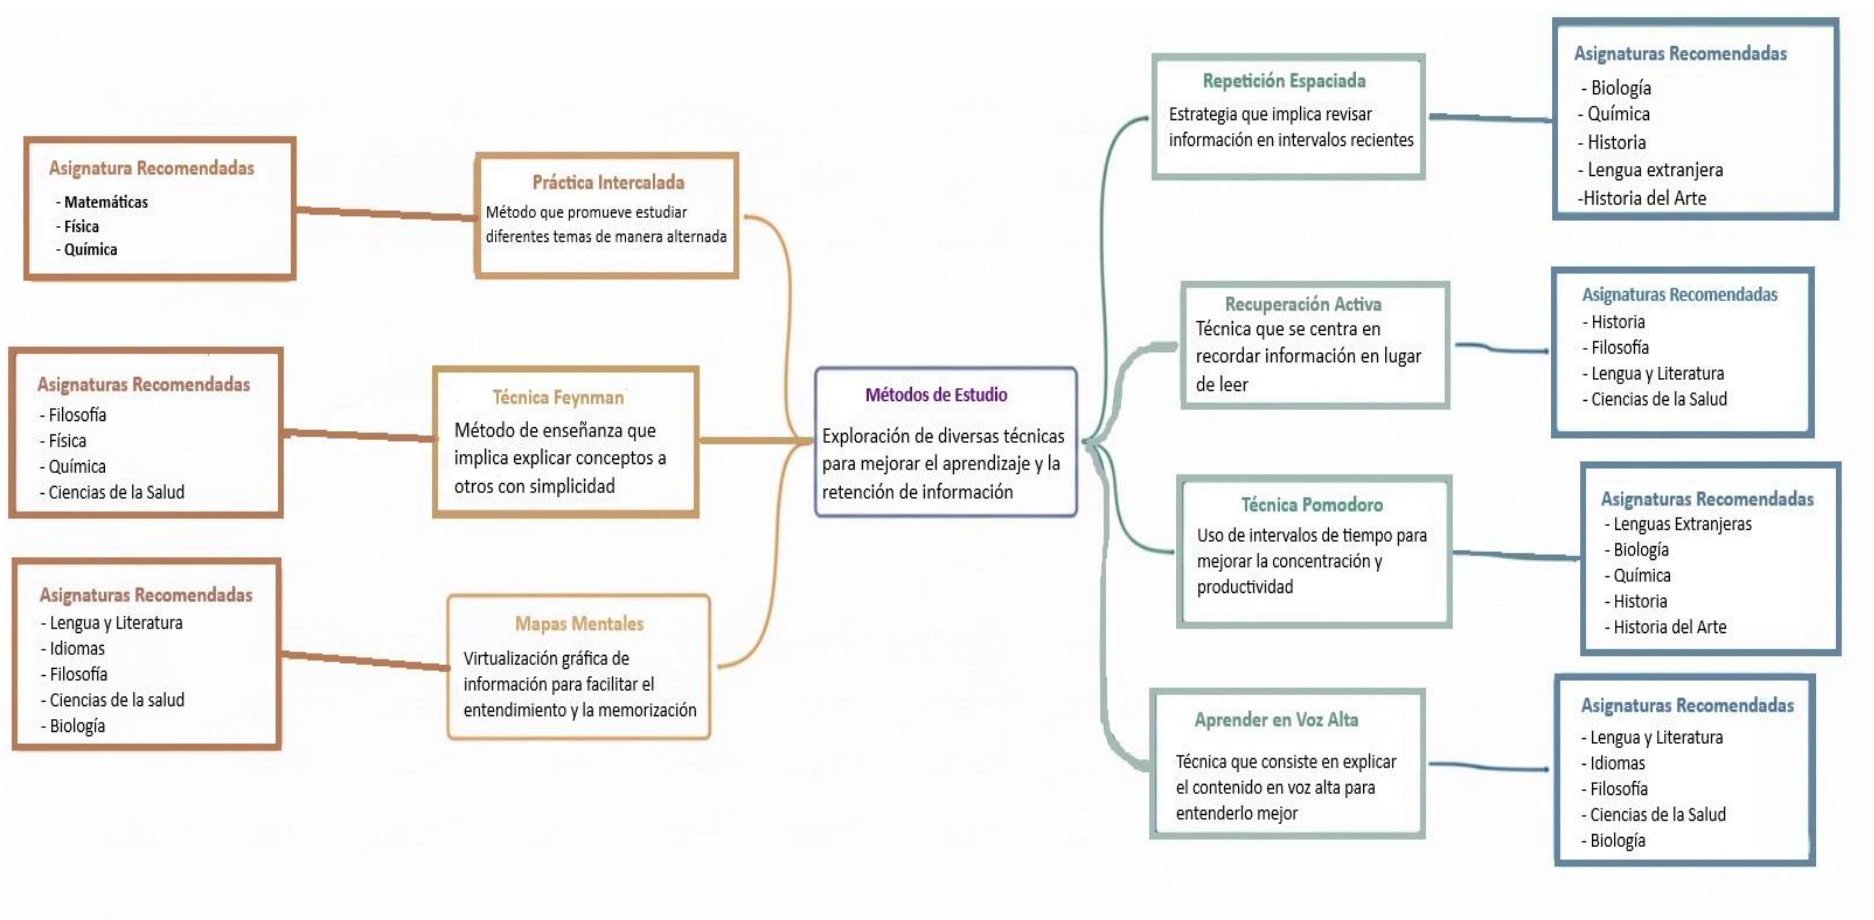 Métodos de Estudio
Exploración de diversas técnicas
para mejorar el aprendizaje y la
retención de información
Práctica Intercalada
Método que promueve estudiar
diferentes temas de manera alternada
Asignatura Recomendadas
- Matemáticas
- Física
- Química
Técnica Feynman
Método de enseñanza que
implica explicar conceptos a
otros con simplicidad
Asignaturas Recomendadas
- Filosofía
- Física
- Química
- Ciencias de la Salud
Mapas Mentales
Virtualización gráfica de
información para facilitar el
entendimiento y la memorización
Asignaturas Recomendadas
- Lengua y Literatura
- Idiomas
- Filosofía
- Ciencias de la salud
- Biología
Repetición Espaciada
Estrategia que implica revisar
información en intervalos recientes
Asignaturas Recomendadas
- Biología
- Química
- Historia
- Lengua extranjera
-Historia del Arte
Recuperación Activa
Técnica que se centra en
recordar información en lugar
de leer
Asignaturas Recomendadas
- Historia
- Filosofía
- Lengua y Literatura
- Ciencias de la Salud
Técnica Pomodoro
Uso de intervalos de tiempo para
mejorar la concentración y
productividad
Asignaturas Recomendadas
- Lenguas Extranjeras
- Biología
- Química
- Historia
- Historia del Arte
Aprender en Voz Alta
Técnica que consiste en explicar
el contenido en voz alta para
entenderlo mejor
Asignaturas Recomendadas
- Lengua y Literatura
- Idiomas
- Filosofía
- Ciencias de la Salud
- Biología